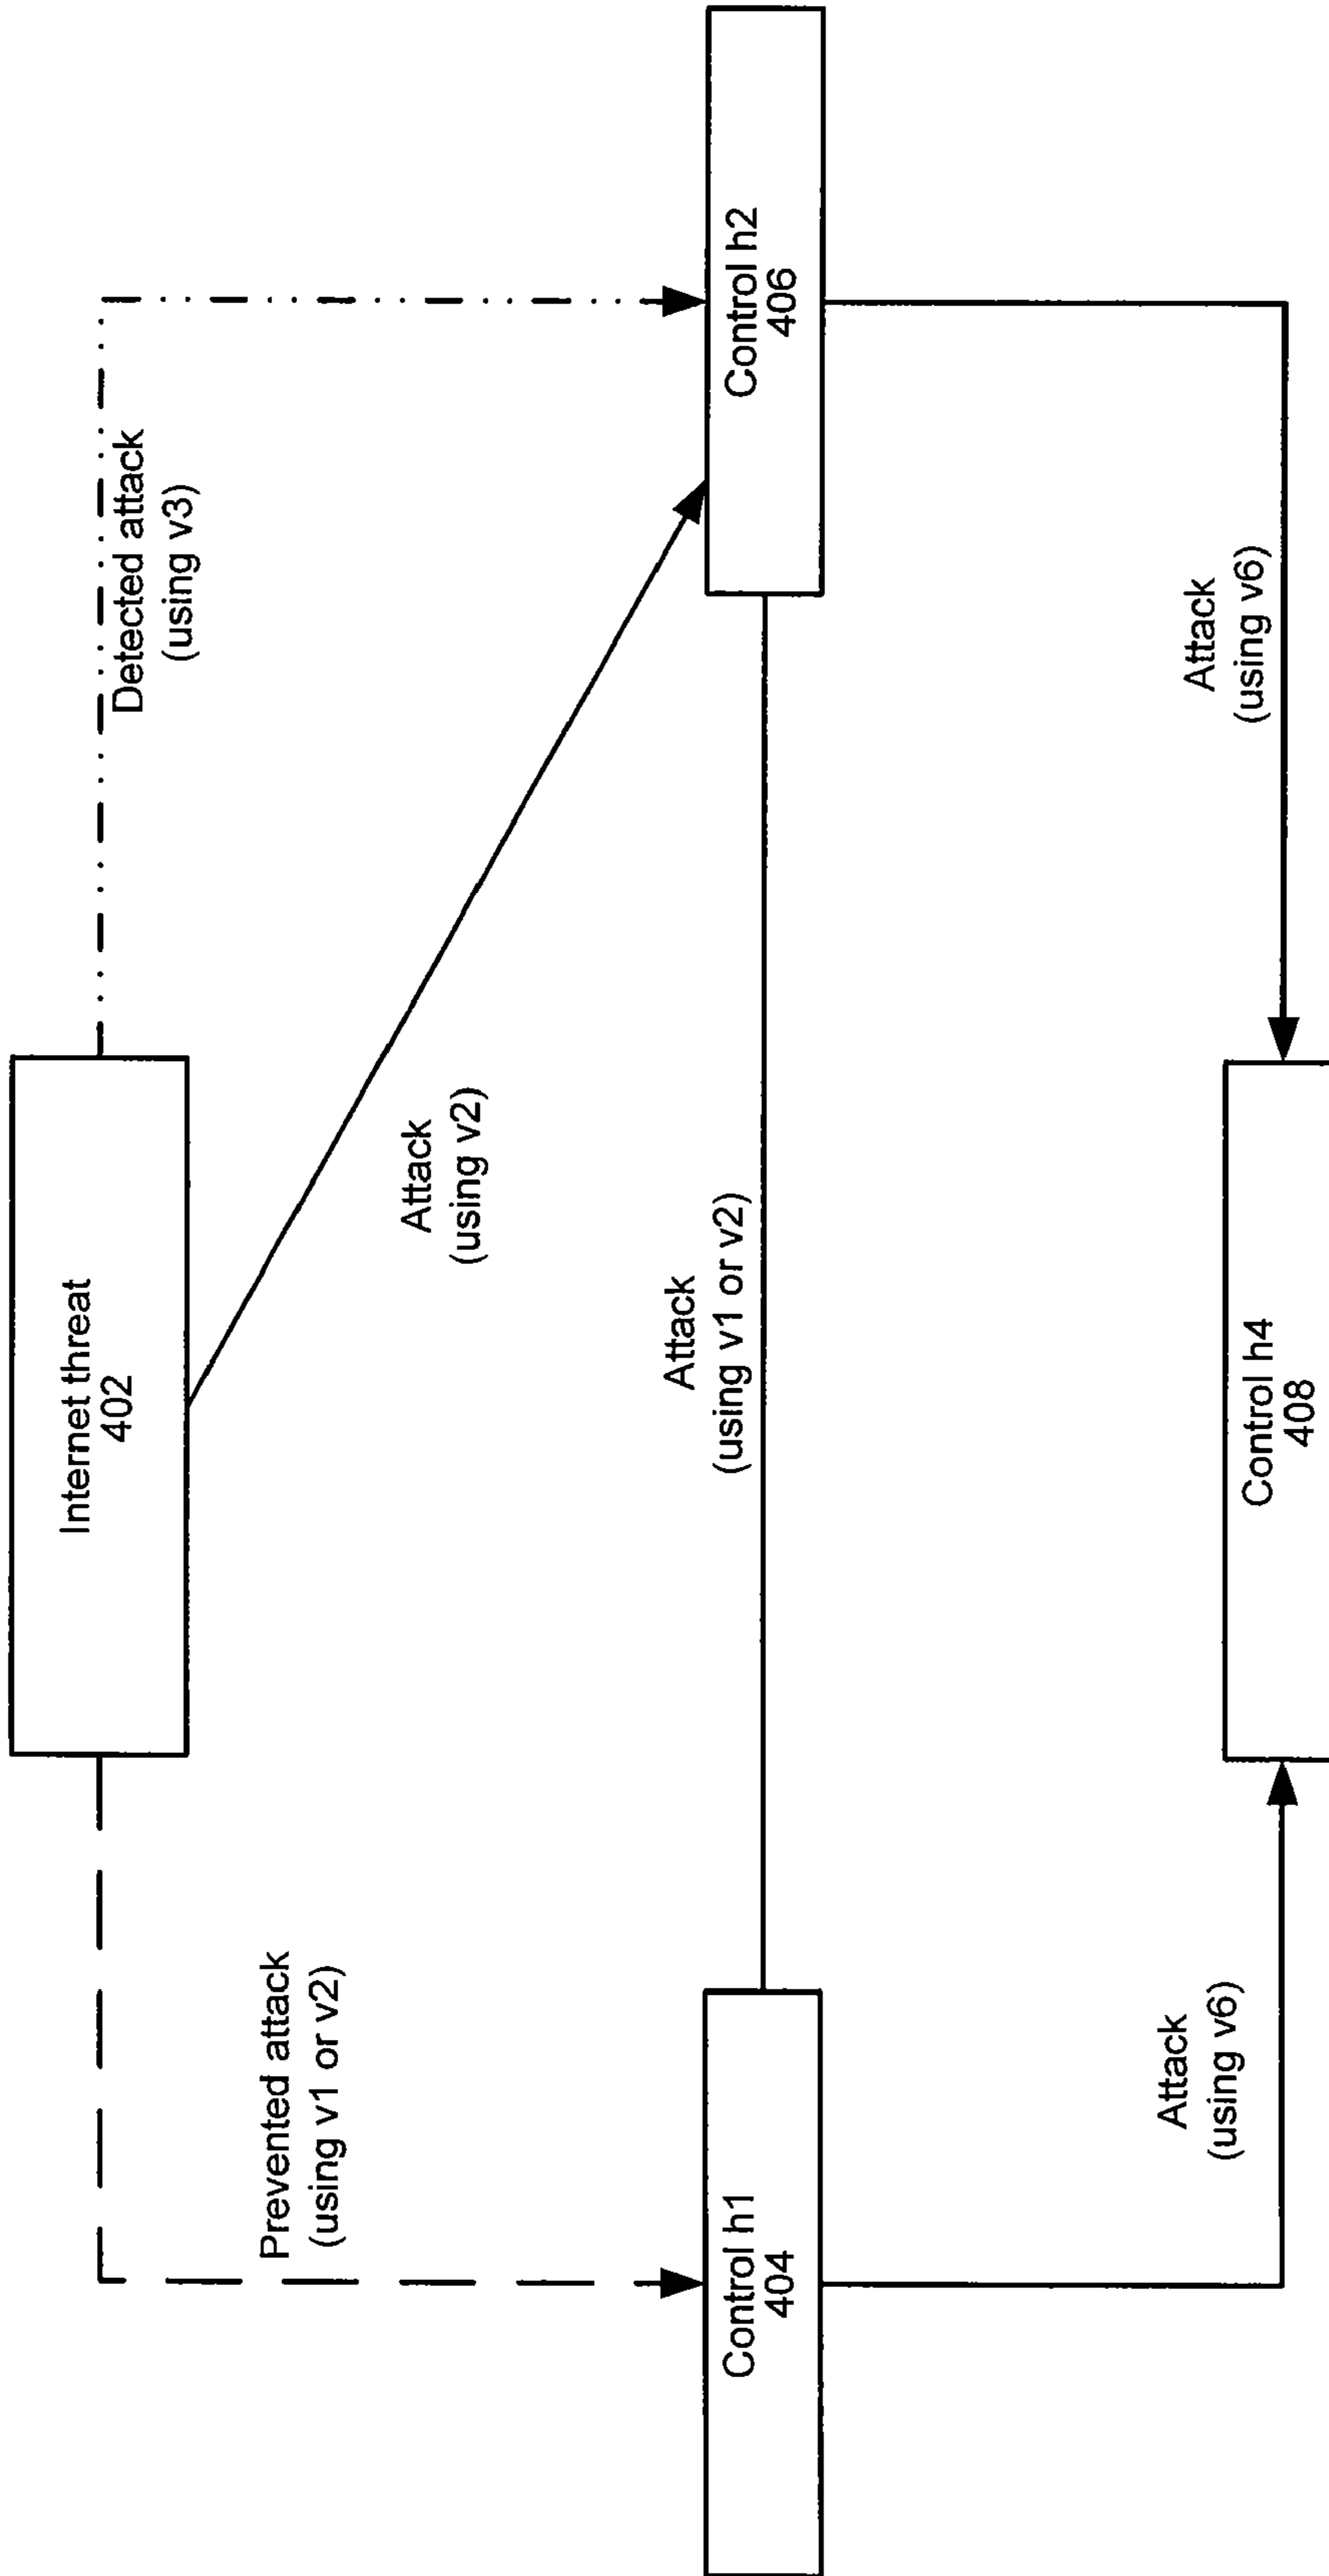 Internet threat
402
Prevented attack
(using v1 or v2)
Detected attack
(using v3)
Attack
(using v2)
Control h1
404
Attack
(using v1 or v2)
Control h2
406
Attack
(using v6)
Attack
(using v6)
Control h4
408